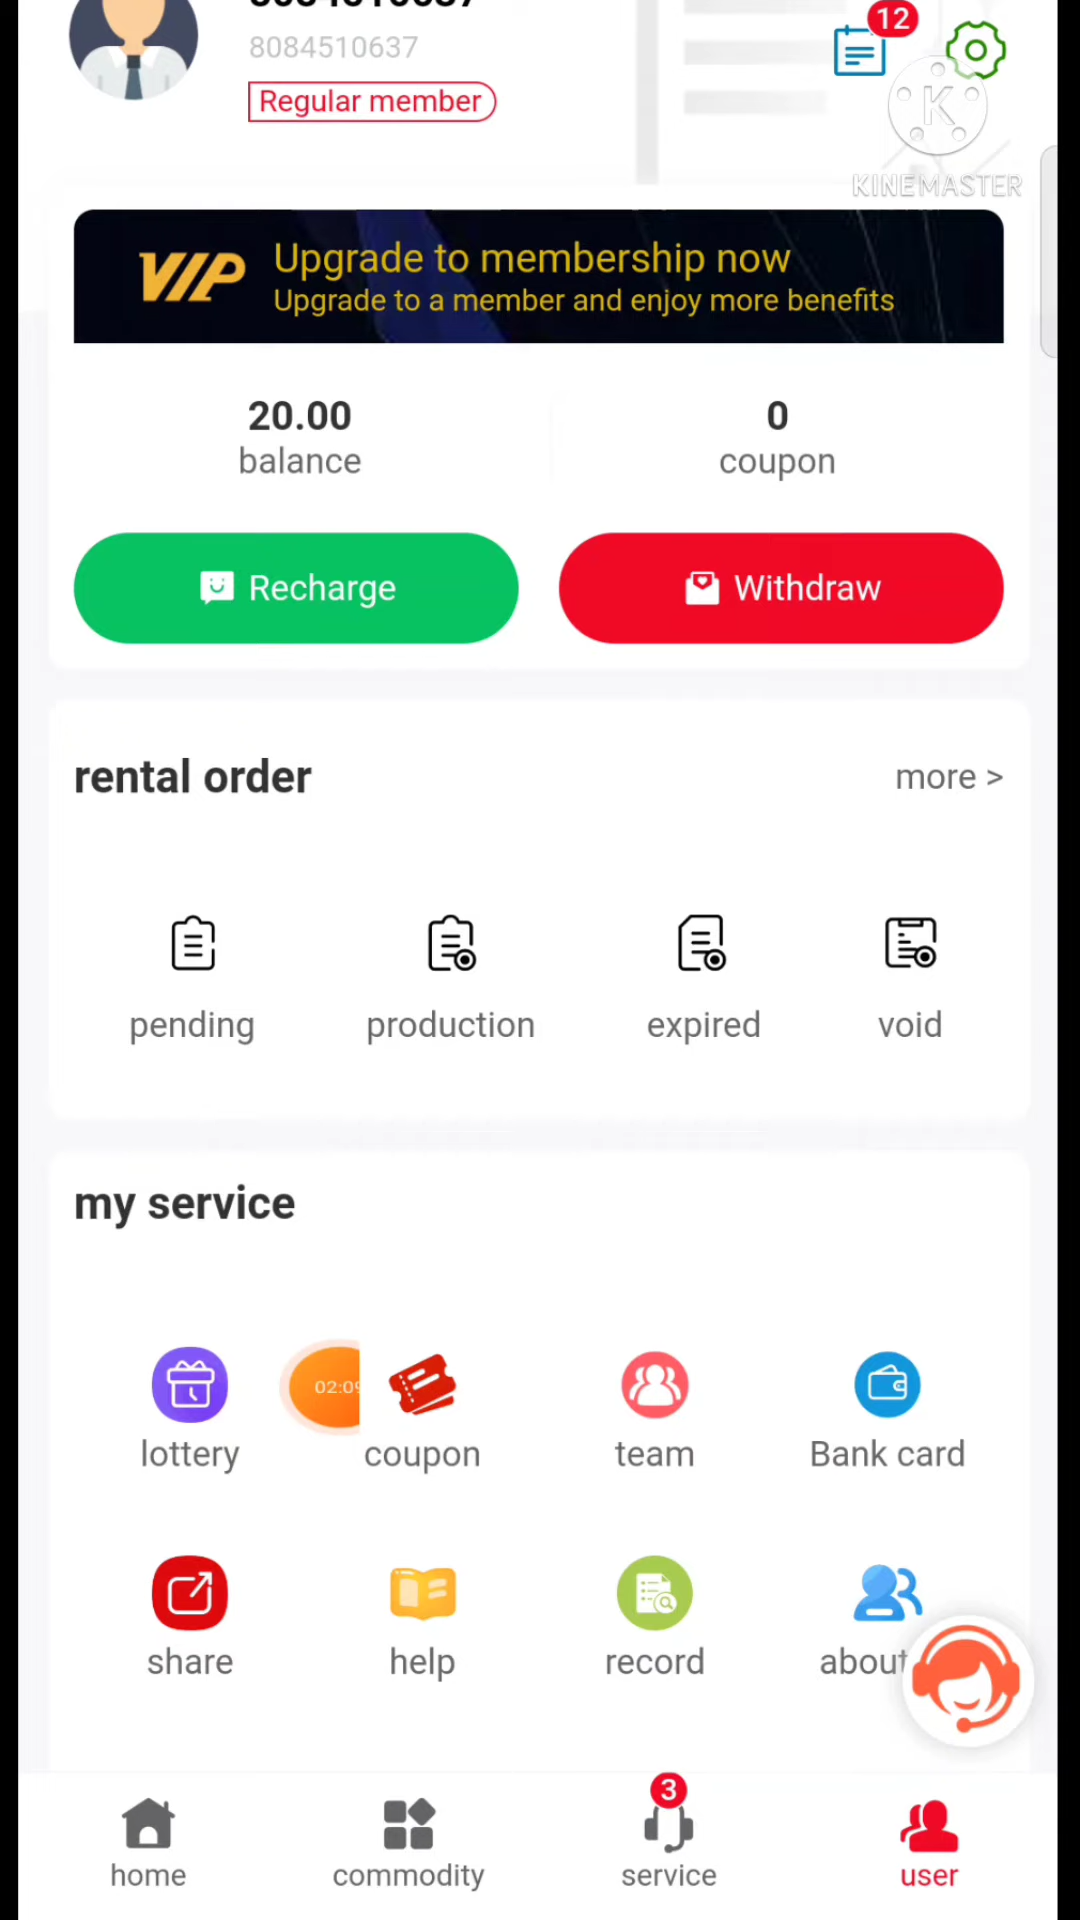 8084510637
8084510637
12
Regular member
K
KINEMASTER
VIP
Upgrade to membership now
Upgrade to a member and enjoy more benefits
20.00
balance
0
coupon
Recharge
Withdraw
rental order
more >
pending
production
expired
void
my service
02:09
lottery
coupon
team
Bank card
share
help
record
about
3
home
commodity
service
user